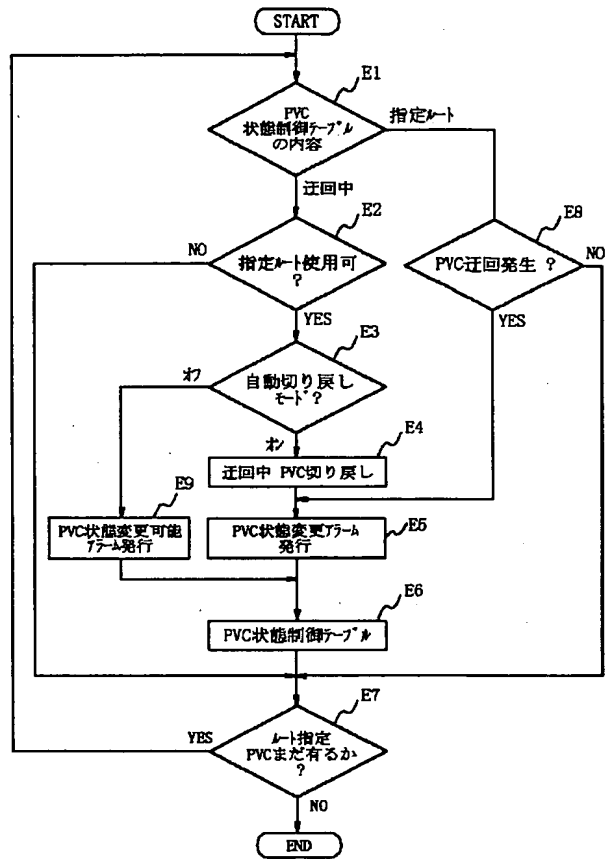 START
E1
PVC
状態制御テーブル
の内容
指定ルート
迂回中
E2
E8
NO
指定ルート使用可
?
PVC迂回発生 ?
NO
YES
YES
E3
オフ
自動切り戻し
モード?
オン
E4
迂回中 PVC切り戻し
E9
PVC状態変更可能
アラーム発行
E5
PVC状態変更アラーム
発行
E6
PVC状態制御テーブル
E7
YES
ルート指定
PVCまだ有るか
?
NO
END